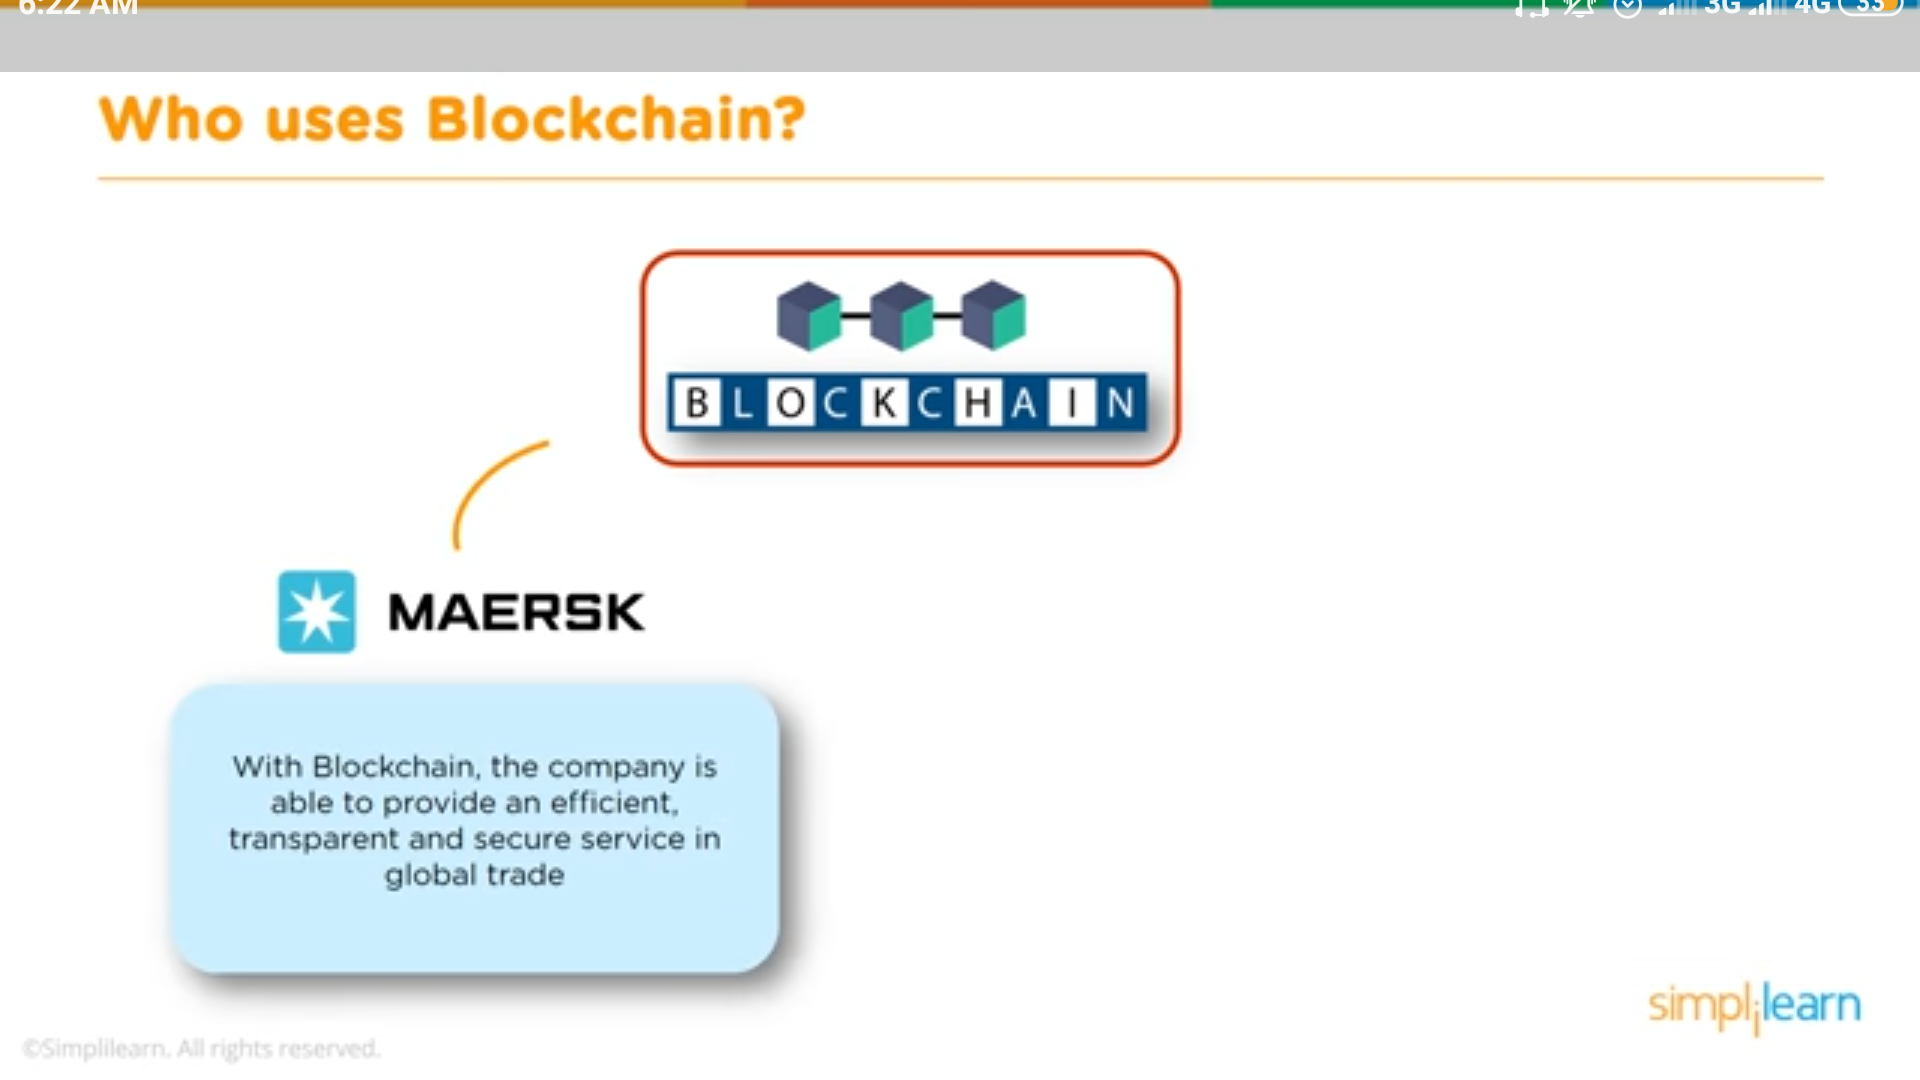 6:22 AM 3G 4G 33
Who uses Blockchain?
BLOCKCHAIN
MAERSK
With Blockchain, the company is
able to provide an efficient,
transparent and secure service in
global trade
simplilearn
©Simplilearn. All rights reserved.